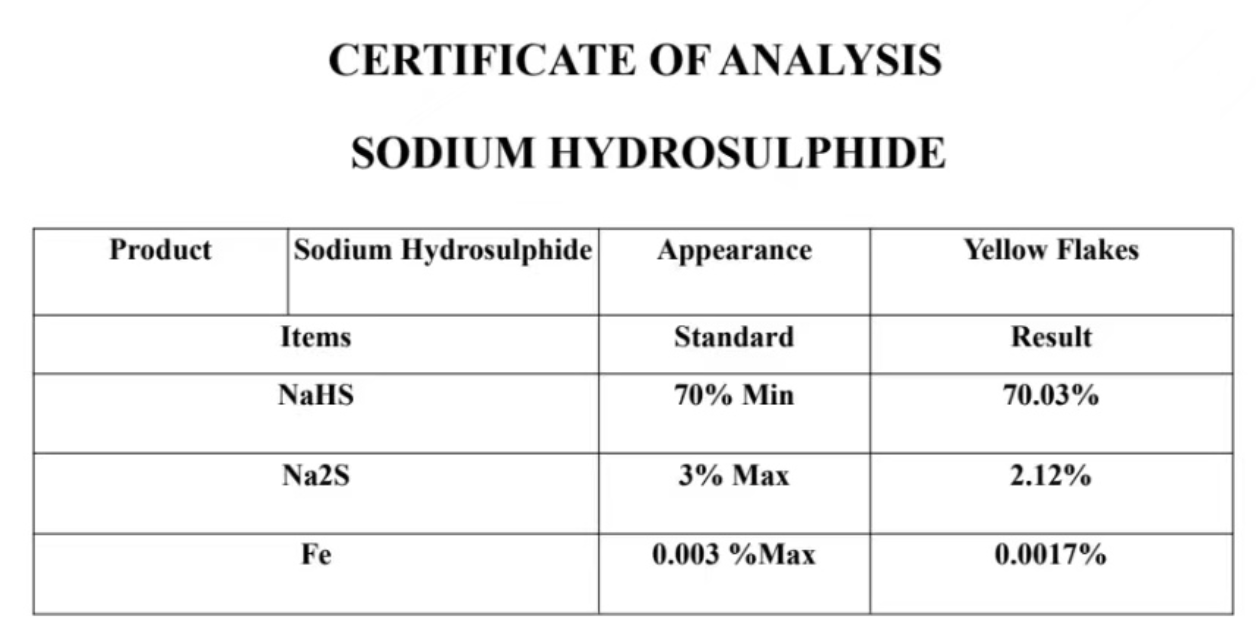 CERTIFICATE OF ANALYSIS
SODIUM HYDROSULPHIDE
Product Sodium Hydrosulphide Appearance Yellow Flakes
Items Standard Result
NaHS 70% Min 70.03%
Na2S 3% Max 2.12%
Fe 0.003 %Max 0.0017%